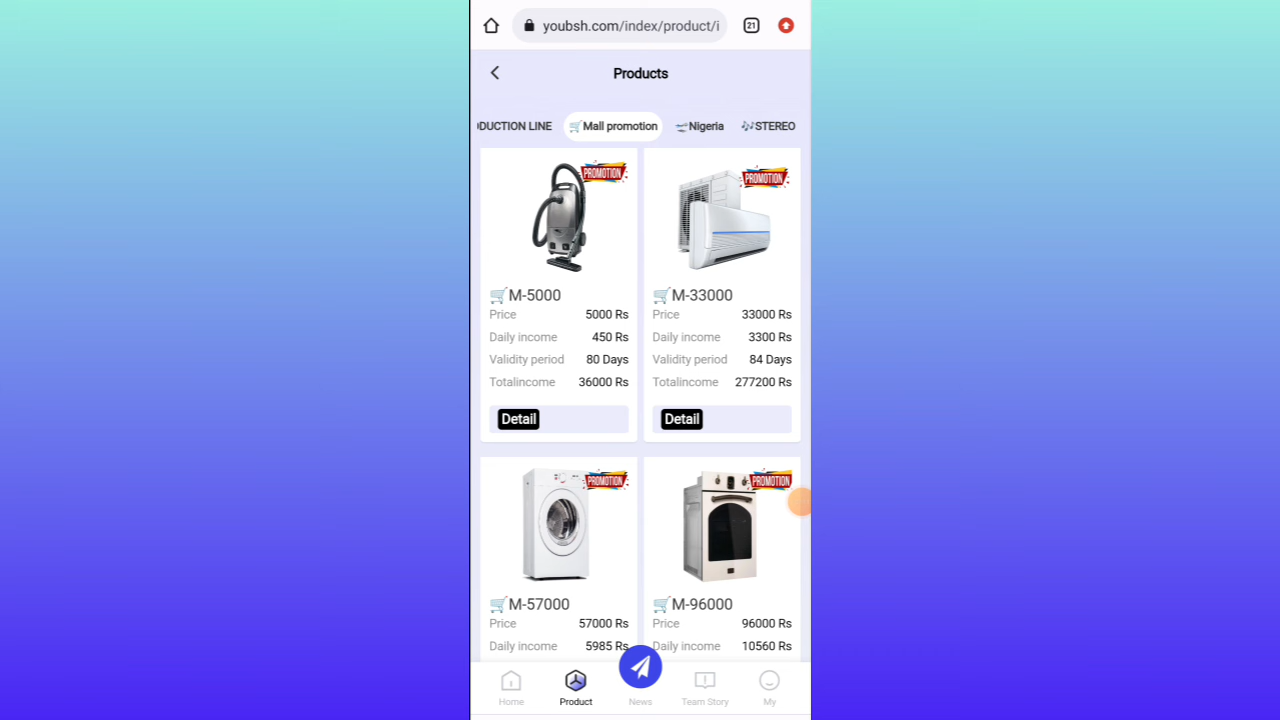 youbsh.com/index/product/i
21
Products
ODUCTION LINE
🛒Mall promotion
Nigeria
🎶STEREO
PROMOTION
PROMOTION
🛒M-5000
Price 5000 Rs
Daily income 450 Rs
Validity period 80 Days
Totalincome 36000 Rs
Detail
🛒M-33000
Price 33000 Rs
Daily income 3300 Rs
Validity period 84 Days
Totalincome 277200 Rs
Detail
PROMOTION
PROMOTION
🛒M-57000
Price 57000 Rs
Daily income 5985 Rs
🛒M-96000
Price 96000 Rs
Daily income 10560 Rs
Home
Product
News
Team Story
My